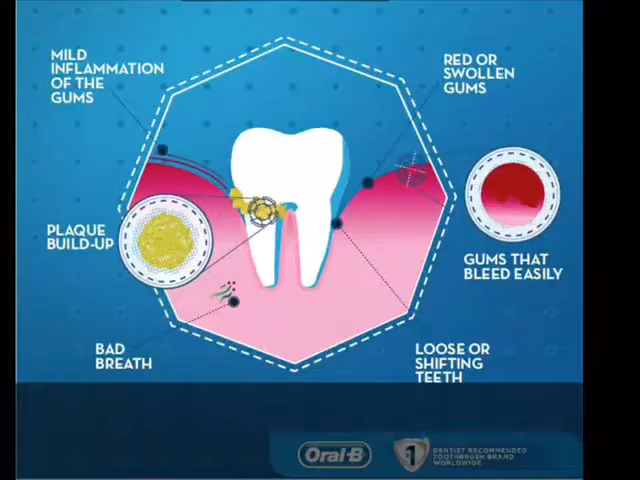 MILD
INFLAMMATION
OF THE
GUMS
RED OR
SWOLLEN
GUMS
PLAQUE
BUILD-UP
GUMS THAT
BLEED EASILY
BAD
BREATH
LOOSE OR
SHIFTING
TEETH
Oral-B
#1
DENTIST RECOMMENDED
TOOTHBRUSH BRAND
WORLDWIDE